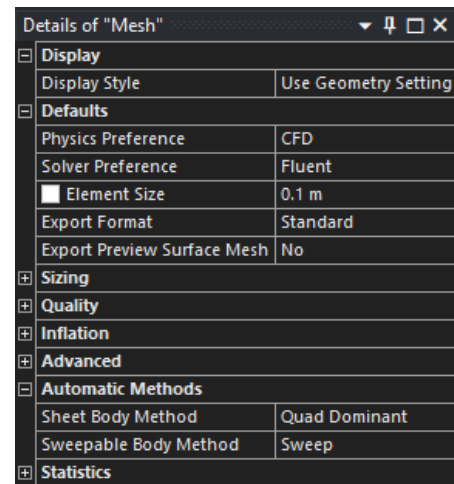 Details of "Mesh"
Display
Display Style Use Geometry Setting
Defaults
Physics Preference CFD
Solver Preference Fluent
Element Size 0.1 m
Export Format Standard
Export Preview Surface Mesh No
Sizing
Quality
Inflation
Advanced
Automatic Methods
Sheet Body Method Quad Dominant
Sweepable Body Method Sweep
Statistics